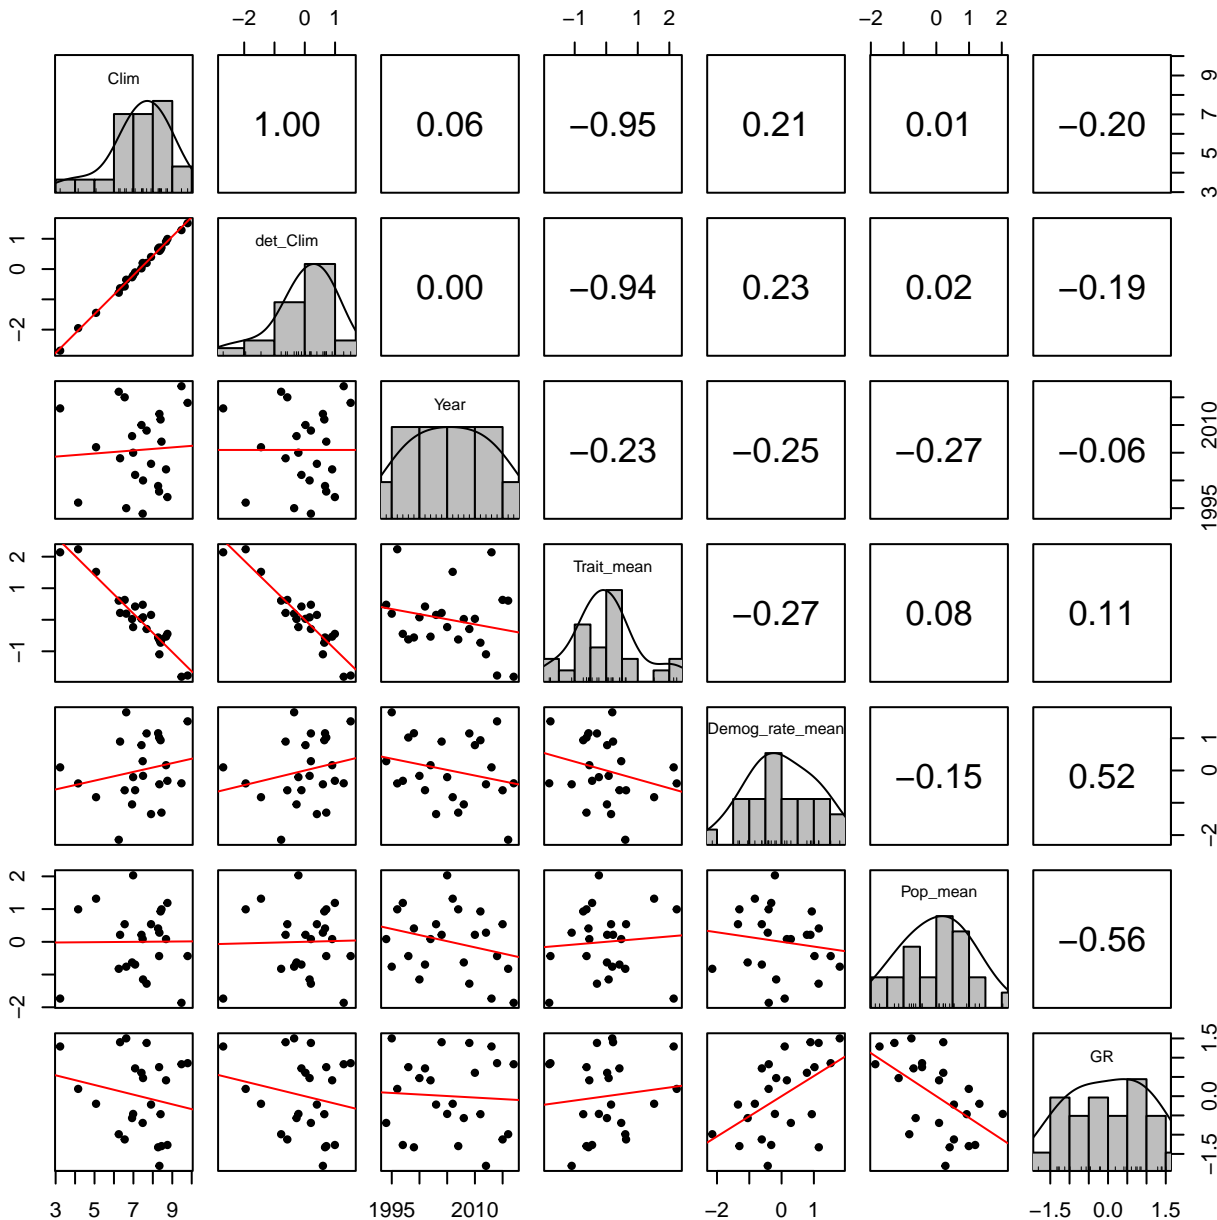 −2 0 1 −1 1 2 −2 0 2
Clim 1.00 0.06 −0.95 0.21 0.01 −0.20 3 5 7 9
−2 0 1 det_Clim 0.00 −0.94 0.23 0.02 −0.19
Year −0.23 −0.25 −0.27 −0.06 1995 2010
−1 1 2 Trait_mean −0.27 0.08 0.11
Demog_rate_mean −0.15 0.52 −2 0 1
−2 0 1 2 Pop_mean −0.56
GR −1.5 0.0 1.0
3 5 7 9 1995 2010 −2 0 1 −1.5 0.0 1.5